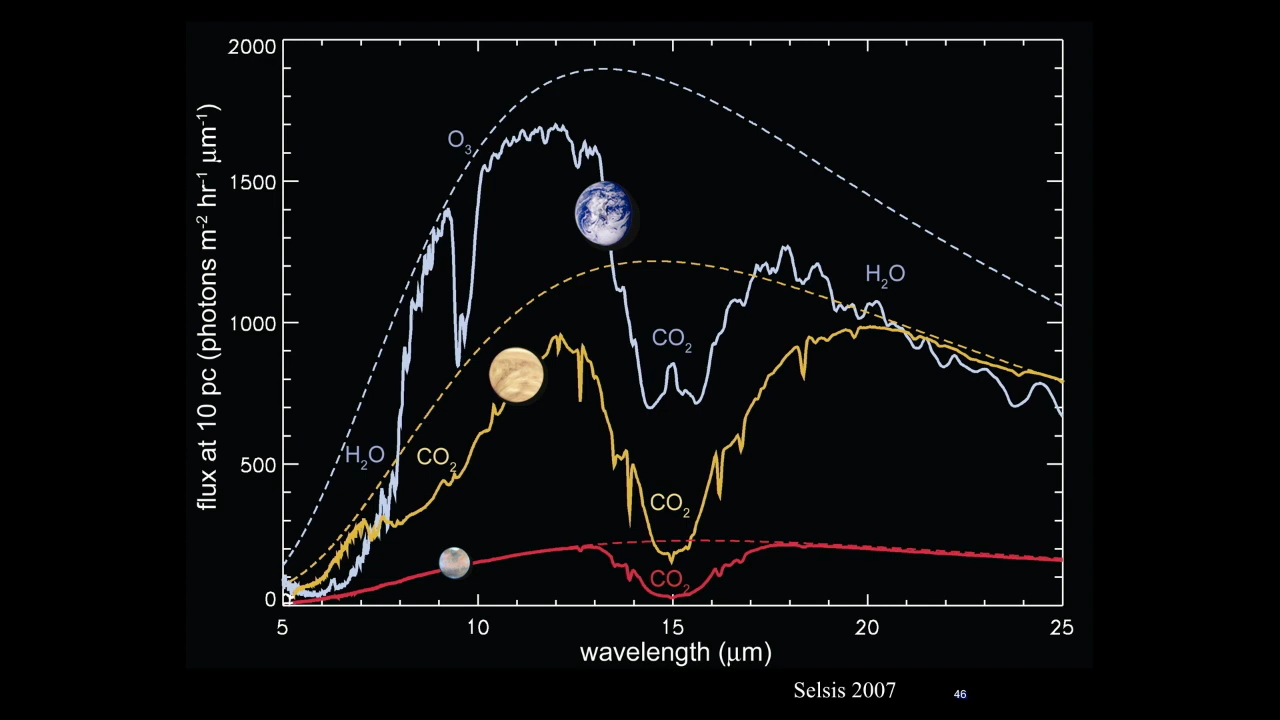 2000
1500
1000
500
0
flux at 10 pc (photons m⁻² hr⁻¹ μm⁻¹)
O₃
H₂O
CO₂
CO₂
H₂O
CO₂
CO₂
5 10 15 20 25
wavelength (μm)
Selsis 2007
46